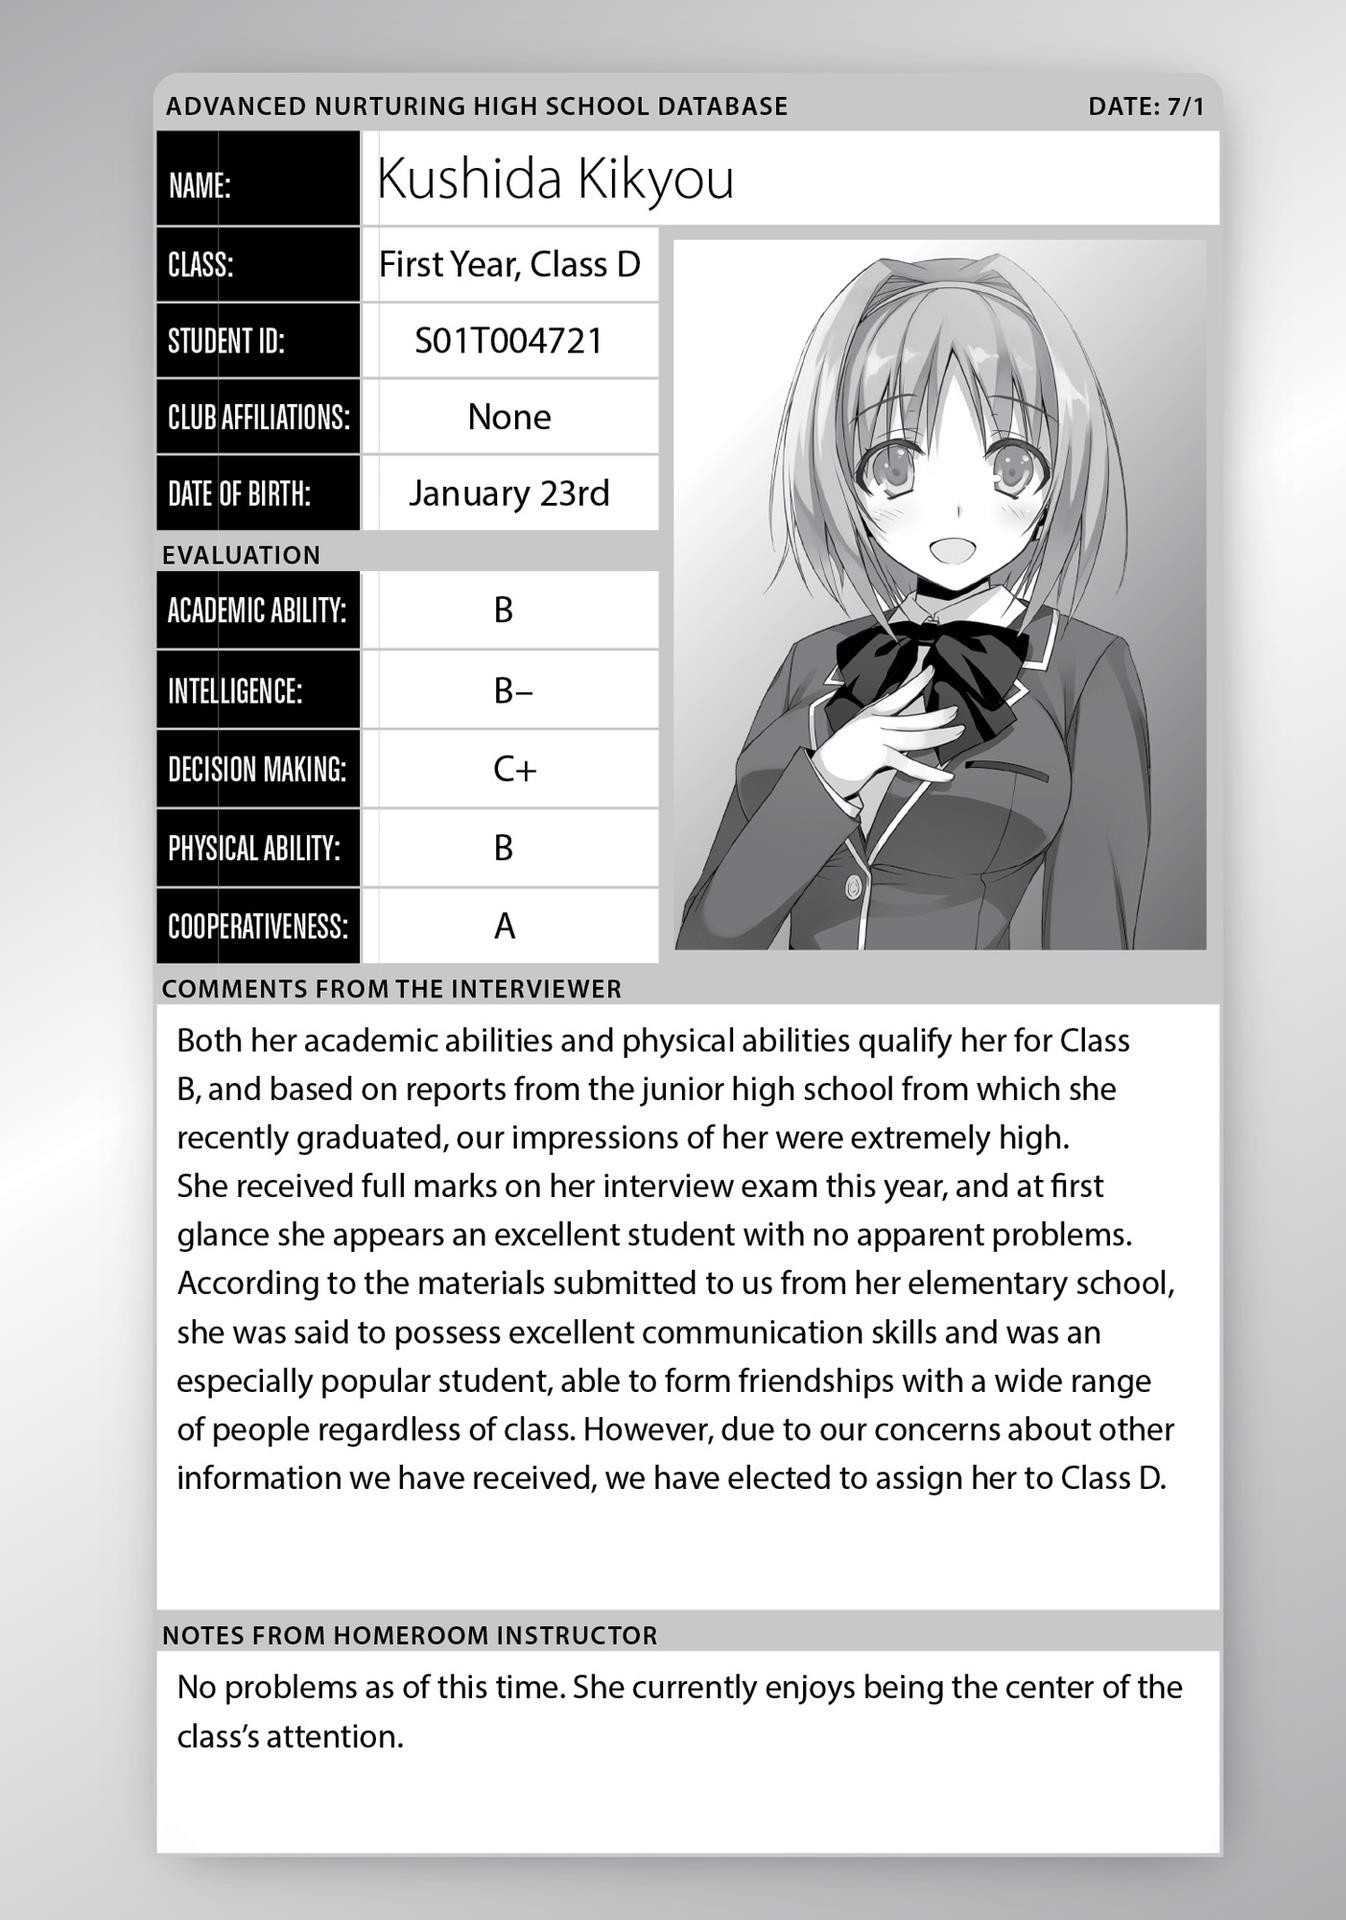 ADVANCED NURTURING HIGH SCHOOL DATABASE DATE: 7/1
NAME: Kushida Kikyou
CLASS: First Year, Class D
STUDENT ID: S01T004721
CLUB AFFILIATIONS: None
DATE OF BIRTH: January 23rd
EVALUATION
ACADEMIC ABILITY: B
INTELLIGENCE: B–
DECISION MAKING: C+
PHYSICAL ABILITY: B
COOPERATIVENESS: A
COMMENTS FROM THE INTERVIEWER
Both her academic abilities and physical abilities qualify her for Class
B, and based on reports from the junior high school from which she
recently graduated, our impressions of her were extremely high.
She received full marks on her interview exam this year, and at first
glance she appears an excellent student with no apparent problems.
According to the materials submitted to us from her elementary school,
she was said to possess excellent communication skills and was an
especially popular student, able to form friendships with a wide range
of people regardless of class. However, due to our concerns about other
information we have received, we have elected to assign her to Class D.
NOTES FROM HOMEROOM INSTRUCTOR
No problems as of this time. She currently enjoys being the center of the
class’s attention.